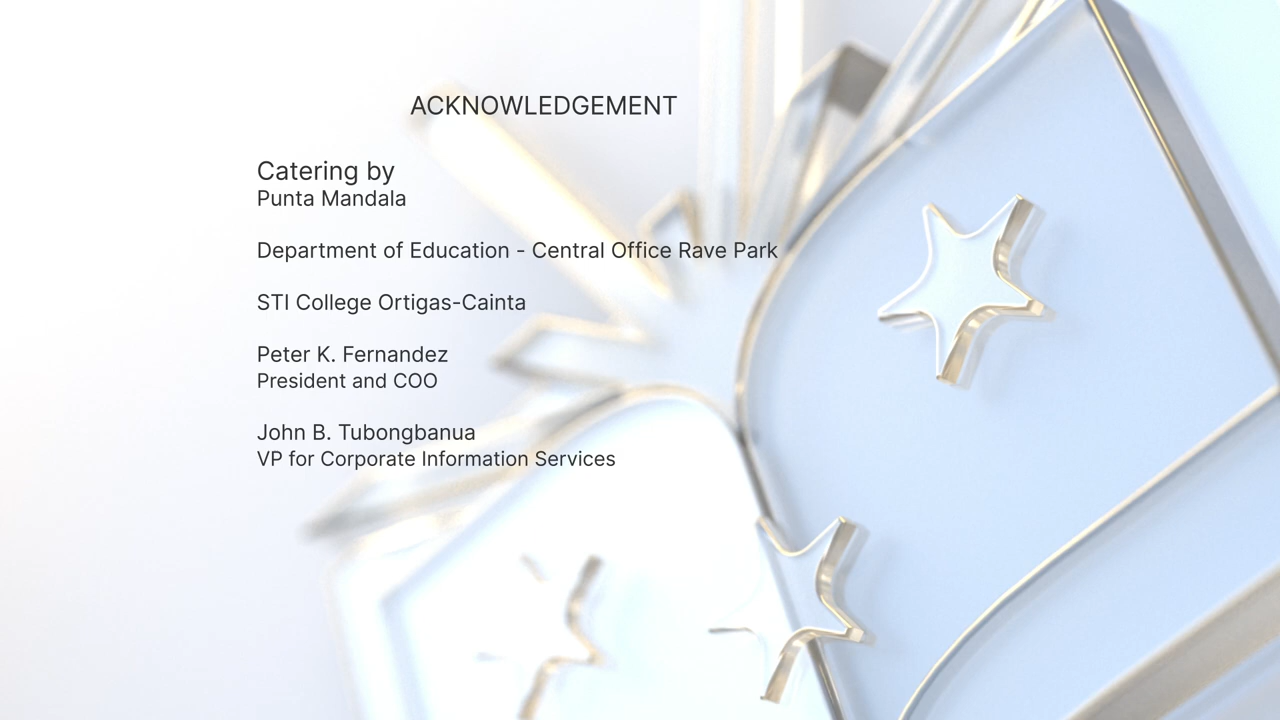 ACKNOWLEDGEMENT
Catering by
Punta Mandala
Department of Education - Central Office Rave Park
STI College Ortigas-Cainta
Peter K. Fernandez
President and COO
John B. Tubongbanua
VP for Corporate Information Services